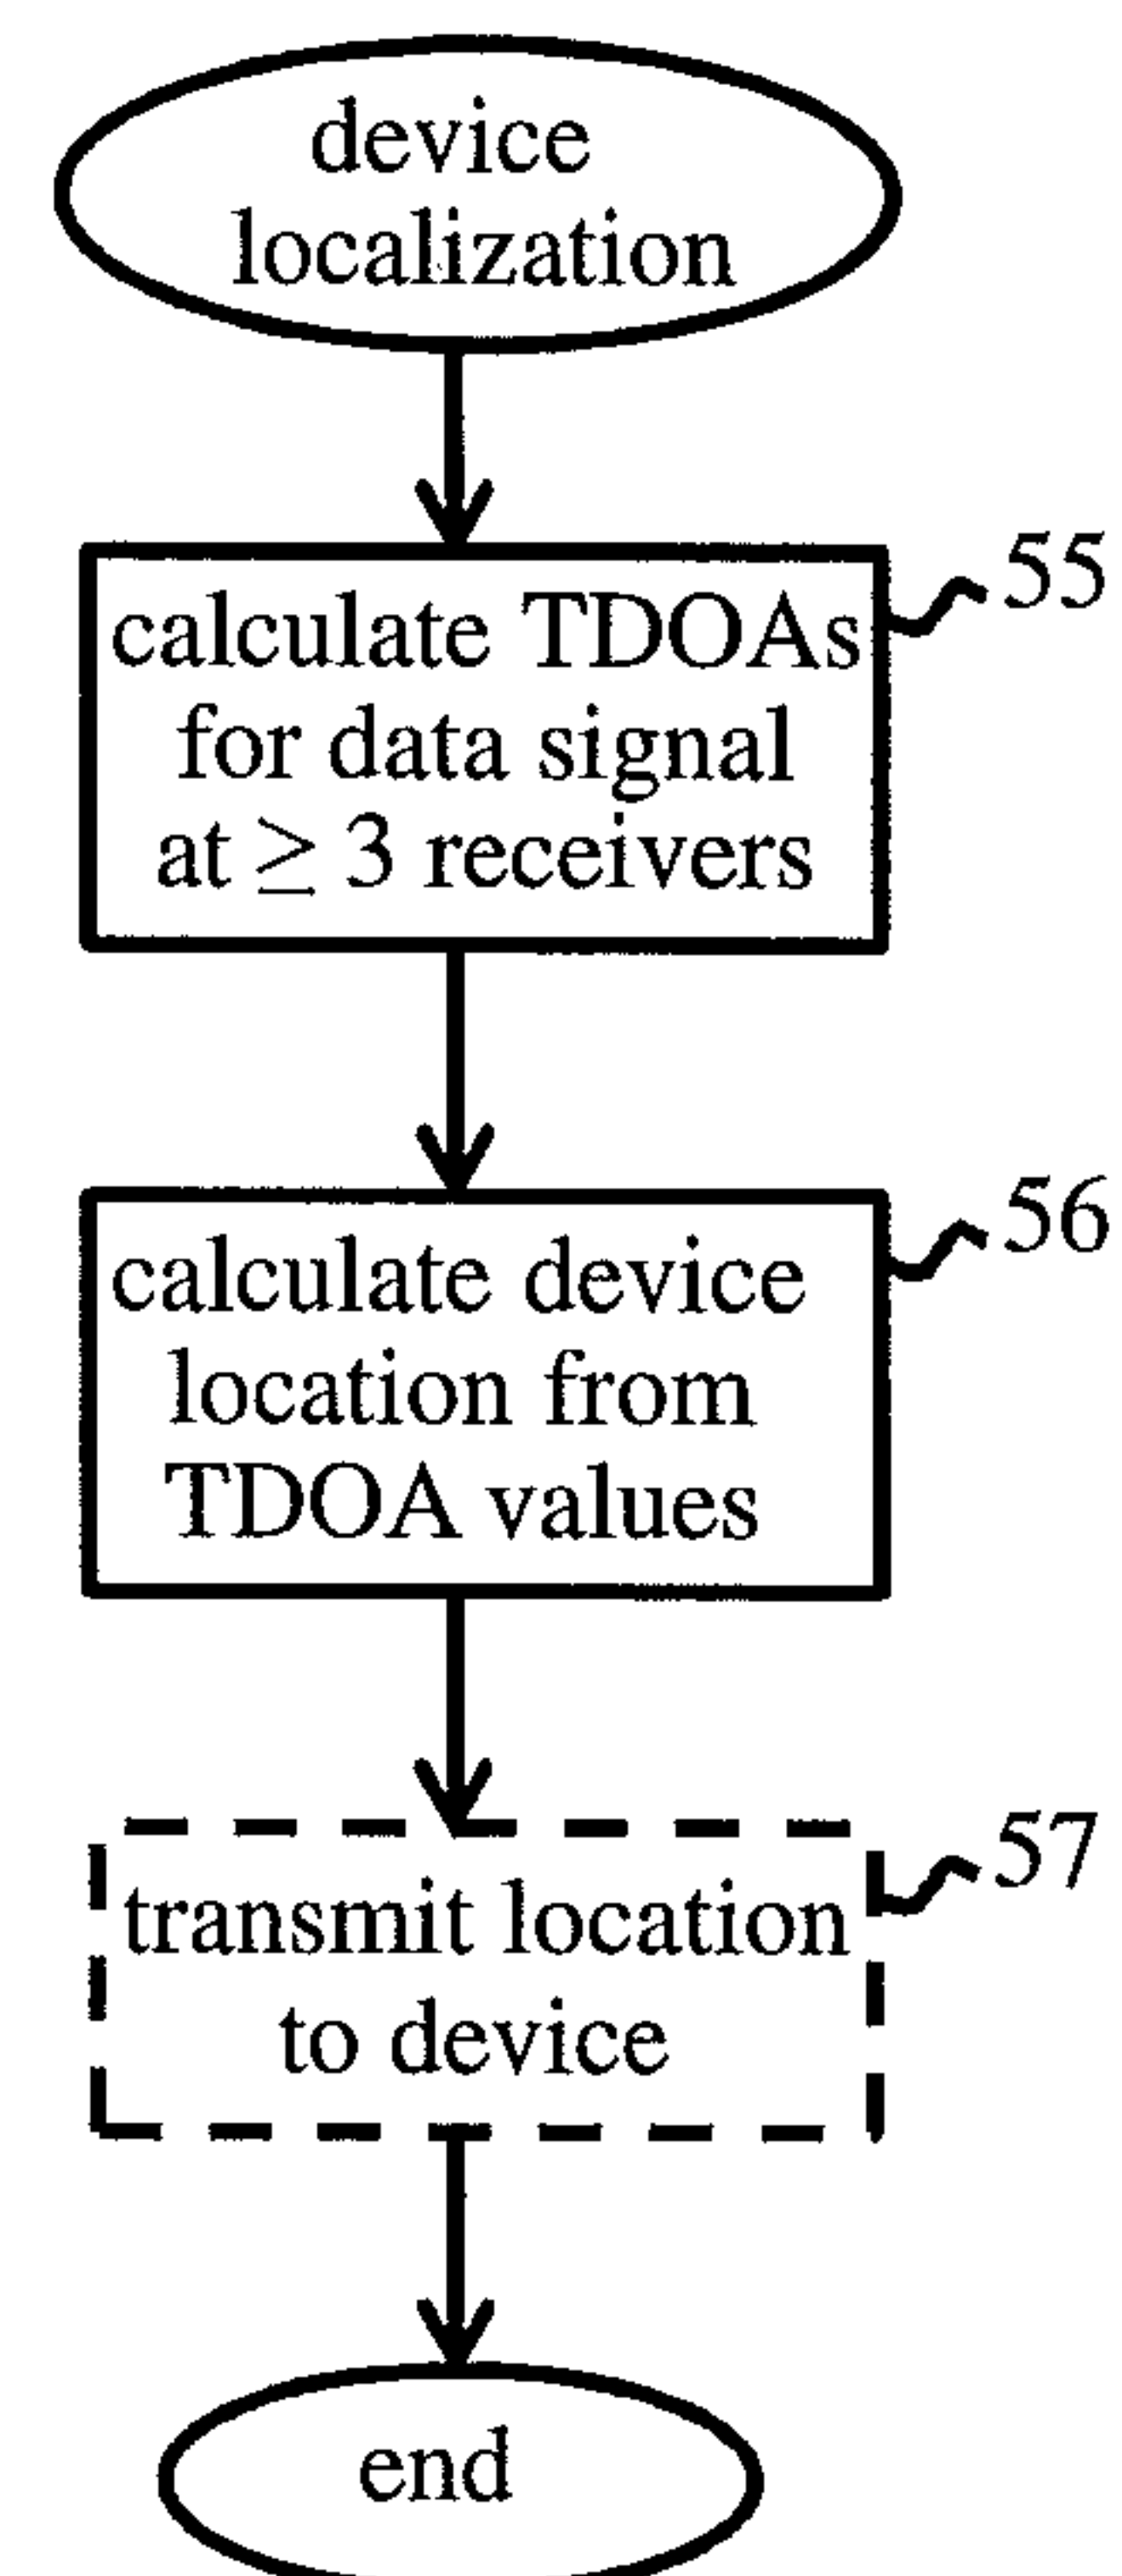 device
localization
55
calculate TDOAs
for data signal
at ≥ 3 receivers
56
calculate device
location from
TDOA values
57
transmit location
to device
end